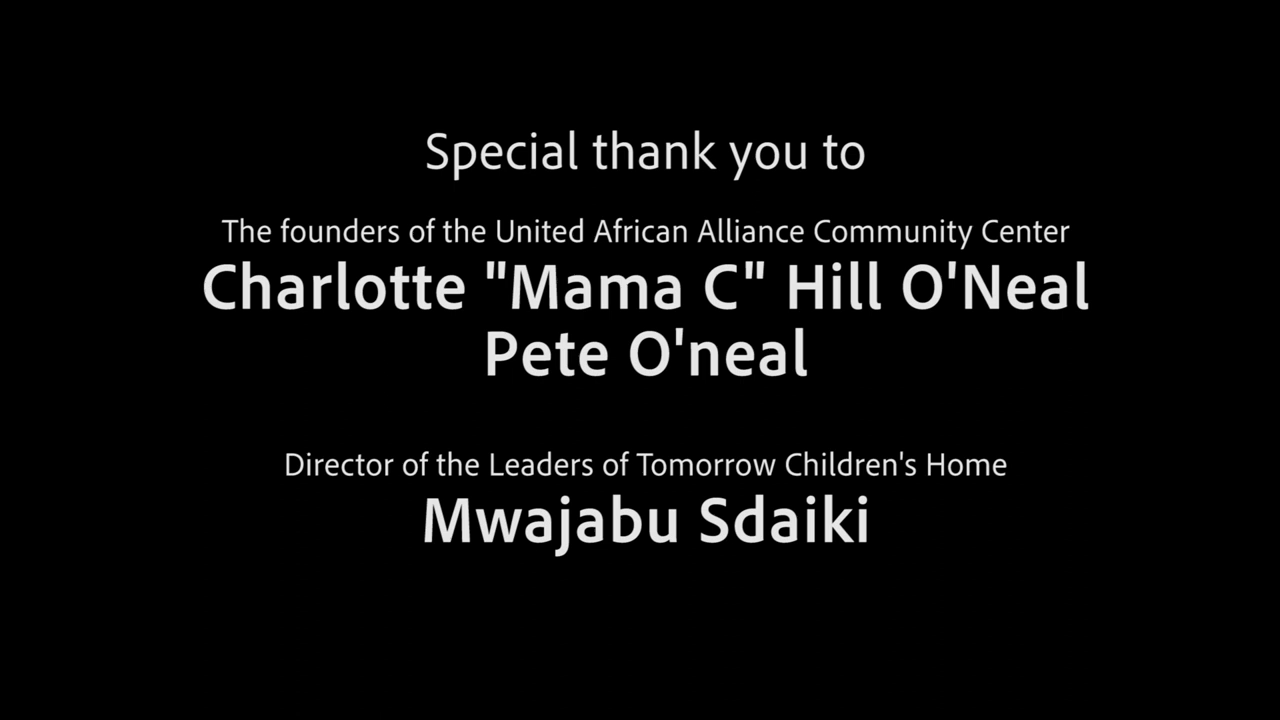 Special thank you to
The founders of the United African Alliance Community Center
Charlotte "Mama C" Hill O'Neal
Pete O'neal
Director of the Leaders of Tomorrow Children's Home
Mwajabu Sdaiki